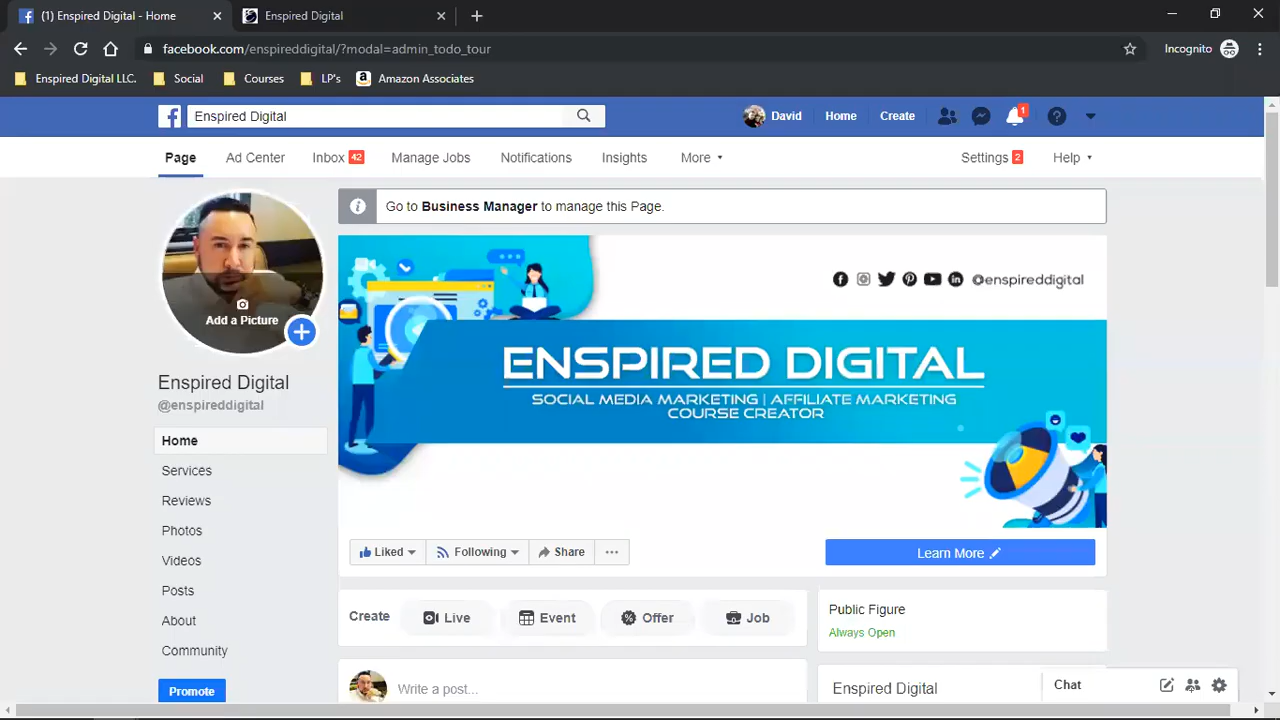 (1) Enspired Digital - Home
Enspired Digital
facebook.com/enspireddigital/?modal=admin_todo_tour
Incognito
Enspired Digital LLC.
Social
Courses
LP's
Amazon Associates
Enspired Digital
David
Home
Create
1
Page
Ad Center
Inbox 42
Manage Jobs
Notifications
Insights
More
Settings 2
Help
Go to Business Manager to manage this Page.
@enspireddigital
ENSPIRED DIGITAL
SOCIAL MEDIA MARKETING | AFFILIATE MARKETING
COURSE CREATOR
Add a Picture
Enspired Digital
@enspireddigital
Home
Services
Reviews
Photos
Videos
Posts
About
Community
Promote
Liked
Following
Share
Learn More
Create
Live
Event
Offer
Job
Write a post...
Public Figure
Always Open
Enspired Digital
Chat